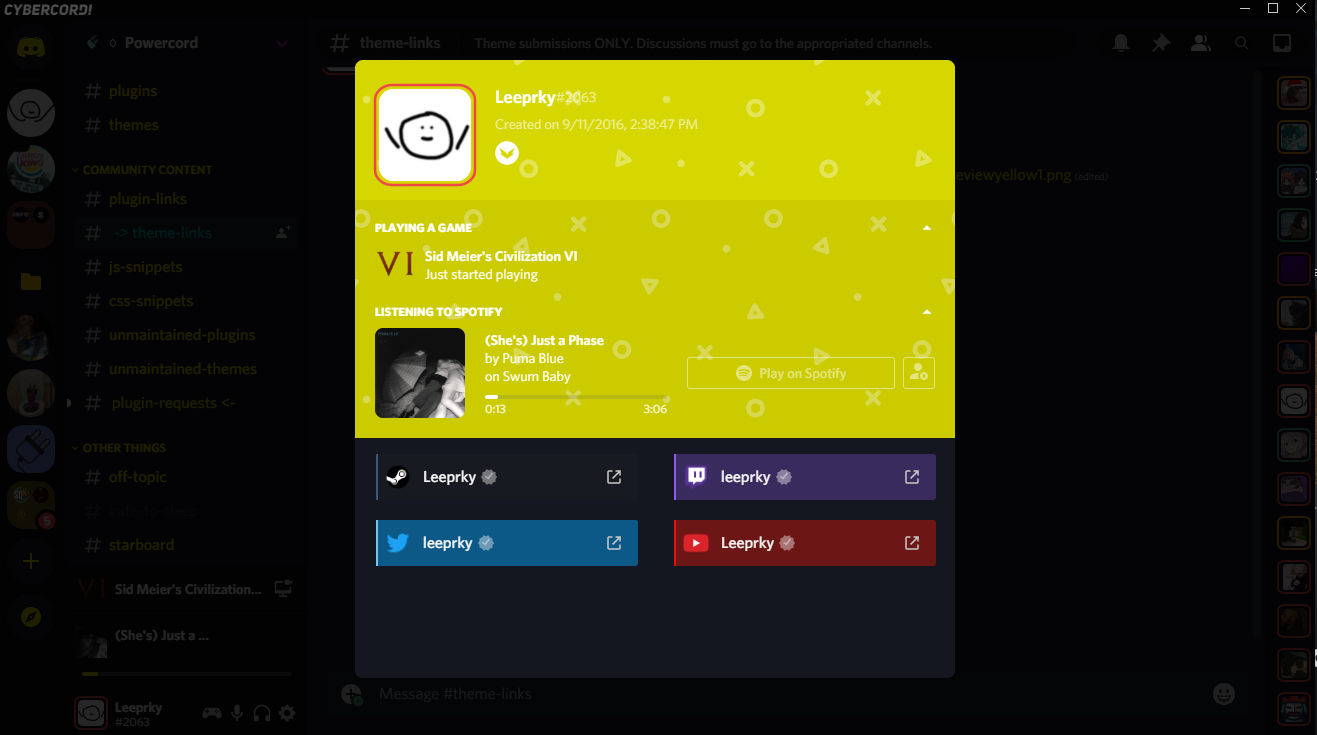 CYBERCORD!
0 Powercord
# theme-links
Theme submissions ONLY. Discussions must go to the appropriated channels.
# plugins
# themes
COMMUNITY CONTENT
# plugin-links
# -> theme-links
# js-snippets
# css-snippets
# unmaintained-plugins
# unmaintained-themes
# plugin-requests <-
OTHER THINGS
# off-topic
# starboard
5
VI Sid Meier's Civilization...
(She's) Just a ...
Leeprky
#2063
Leeprky#2063
Created on 9/11/2016, 2:38:47 PM
eviewyellow1.png (edited)
PLAYING A GAME
VI
Sid Meier's Civilization VI
Just started playing
LISTENING TO SPOTIFY
(She's) Just a Phase
by Puma Blue
on Swum Baby
0:13
3:06
Play on Spotify
Leeprky
leeprky
leeprky
Leeprky
Message #theme-links